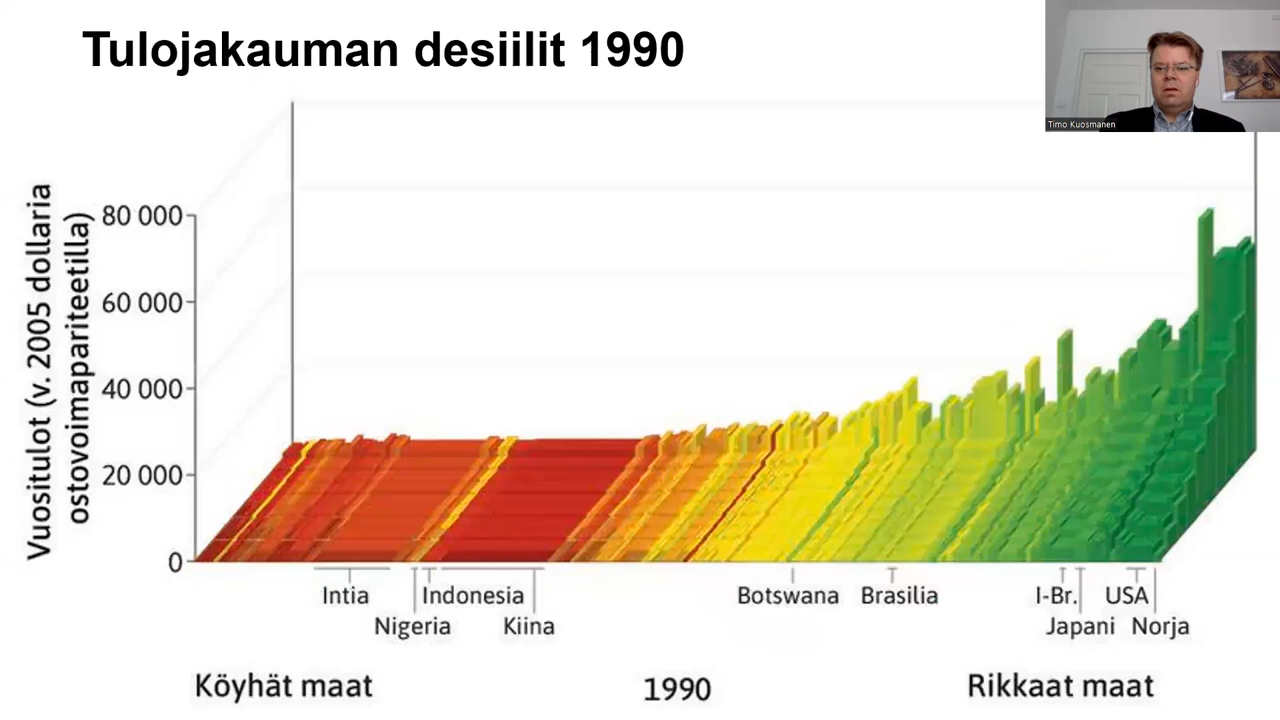 Tulojakauman desiilit 1990
Timo Kuosmanen
Vuositulot (v. 2005 dollaria
ostovoimapariteetilla)
80 000
60 000
40 000
20 000
0
Intia
Indonesia
Botswana
Brasilia
I-Br.
USA
Nigeria
Kiina
Japani
Norja
Köyhät maat
1990
Rikkaat maat